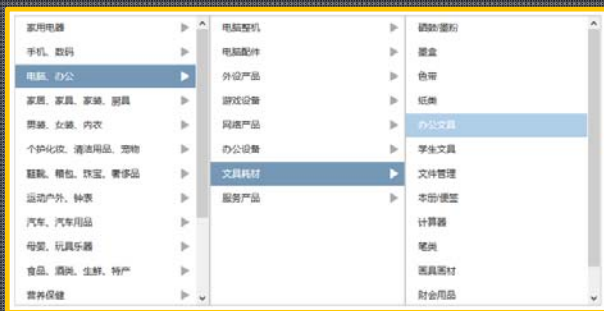 家用电器
手机、数码
电脑、办公
家居、家具、家装、厨具
男装、女装、内衣
个护化妆、清洁用品、宠物
鞋靴、箱包、珠宝、奢侈品
运动户外、钟表
汽车、汽车用品
母婴、玩具乐器
食品、酒类、生鲜、特产
营养保健
电脑整机
电脑配件
外设产品
游戏设备
网络产品
办公设备
文具耗材
服务产品
硒鼓/墨粉
墨盒
色带
纸类
办公文具
学生文具
文件管理
本册/便签
计算器
笔类
画具画材
财会用品